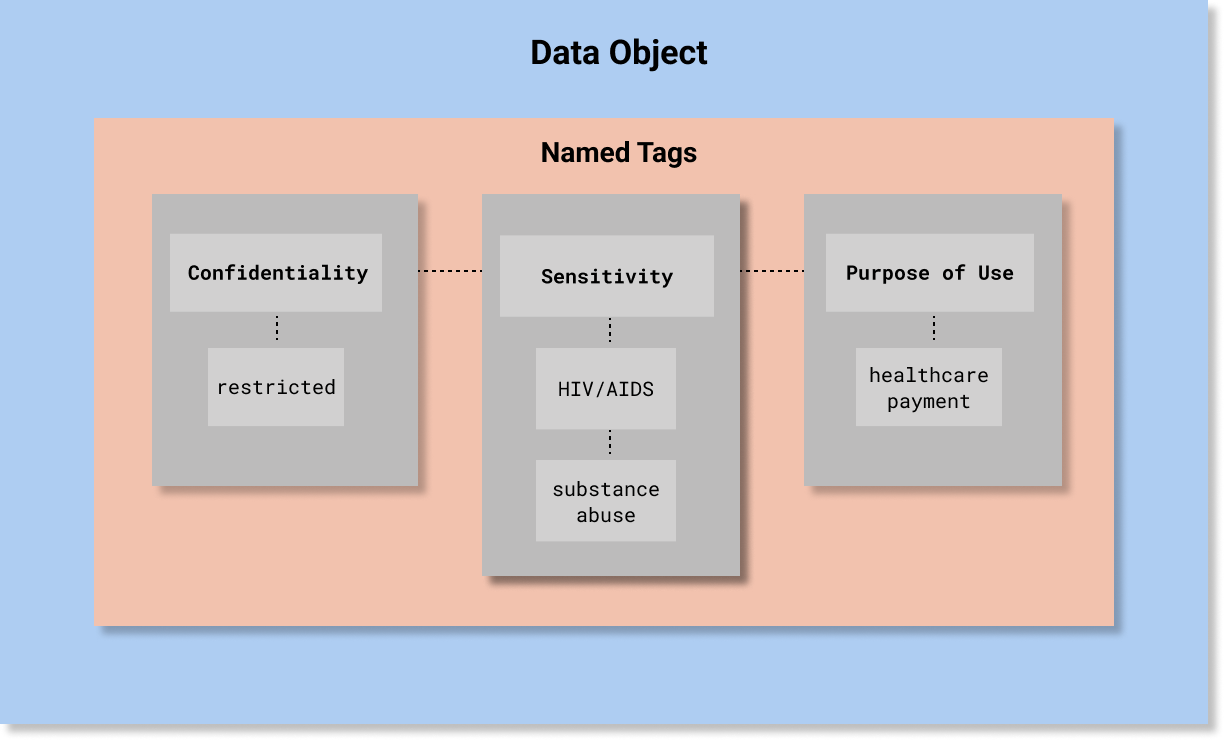 Data Object
Named Tags
Confidentiality
restricted
Sensitivity
HIV/AIDS
substance
abuse
Purpose of Use
healthcare
payment